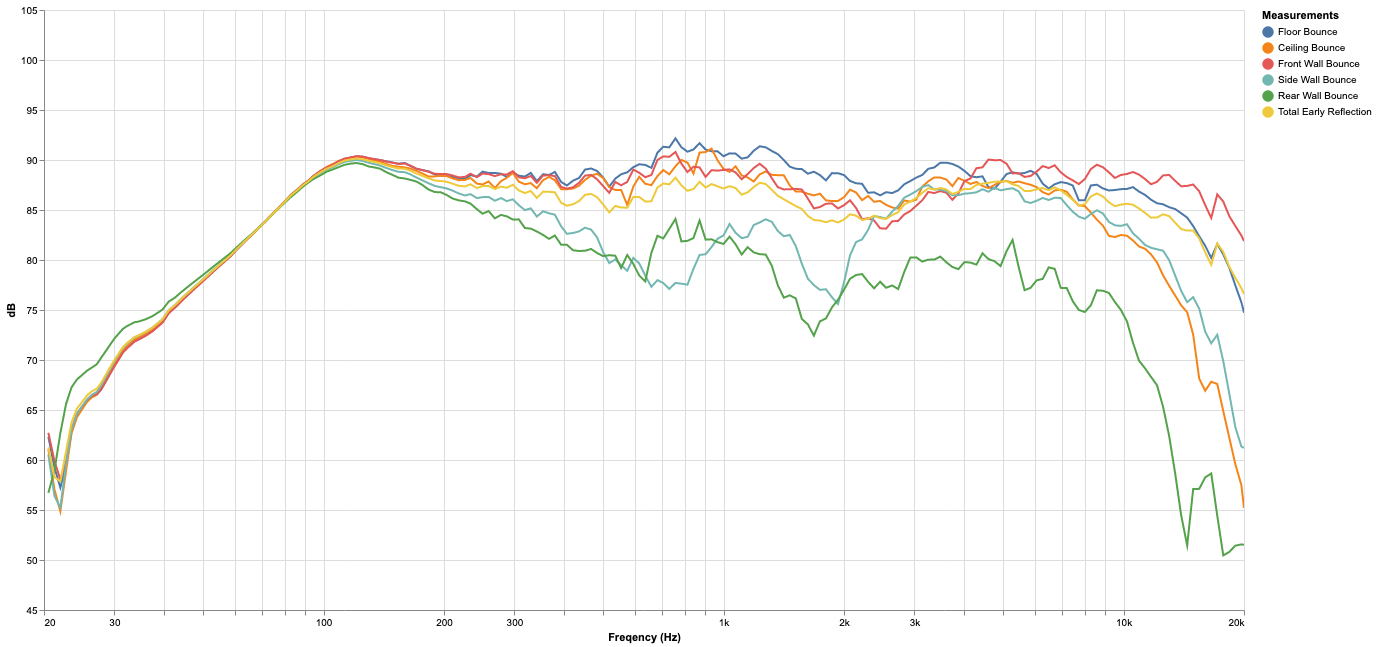 105
100
95
90
85
80
75
70
65
60
55
50
45
dB
20
30
100
200
300
1k
2k
3k
10k
20k
Freqency (Hz)
Measurements
Floor Bounce
Ceiling Bounce
Front Wall Bounce
Side Wall Bounce
Rear Wall Bounce
Total Early Reflection